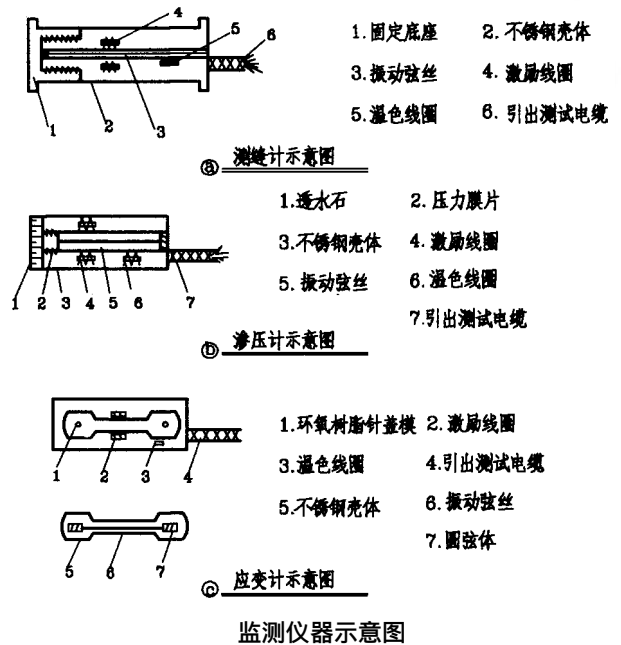 4
5
6
1
2
3
1.固定底座 2.不锈钢壳体
3.振动弦丝 4.激励线圈
5.温色线圈 6.引出测试电缆
a 测缝计示意图
1 2 3 4 5 6 7
1.透水石 2.压力膜片
3.不锈钢壳体 4.激励线圈
5.振动弦丝 6.温色线圈
7.引出测试电缆
b 渗压计示意图
1 2 3 4
5 6 7
1.环氧树脂针盖模 2.激励线圈
3.温色线圈 4.引出测试电缆
5.不锈钢壳体 6.振动弦丝
7.圆弦体
c 应变计示意图
监测仪器示意图